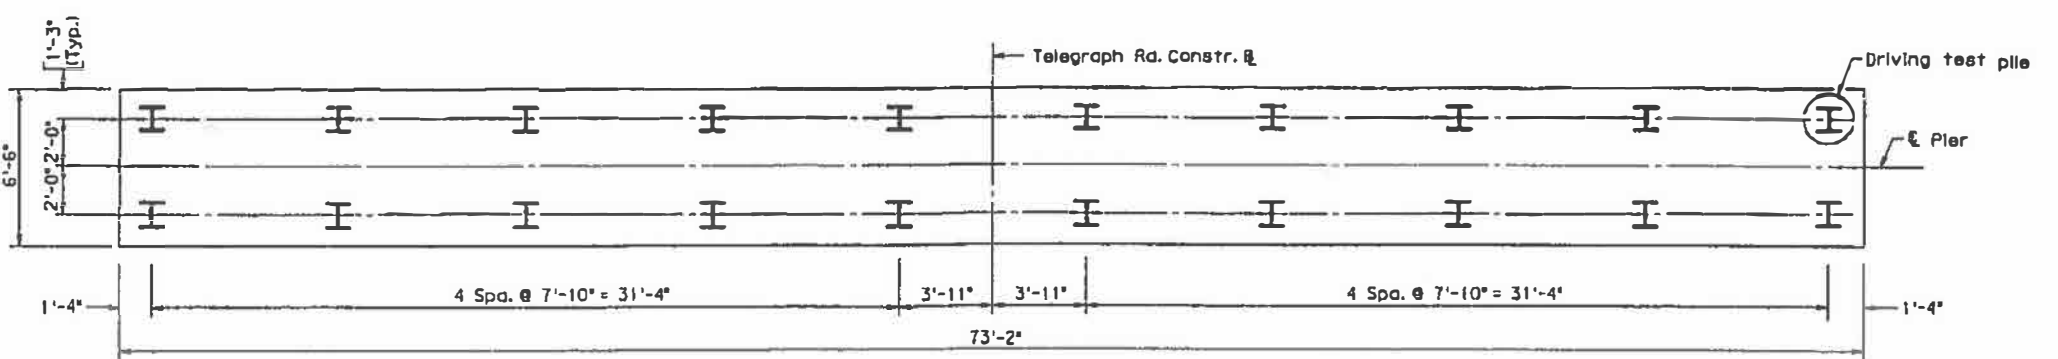 1'-3"
(Typ.)
Telegraph Rd. Constr. ℄
Driving test pile
6'-6"
2'-0" 2'-0"
℄ Pier
1'-4"
4 Spa. @ 7'-10" = 31'-4"
3'-11"
3'-11"
4 Spa. @ 7'-10" = 31'-4"
1'-4"
73'-2"